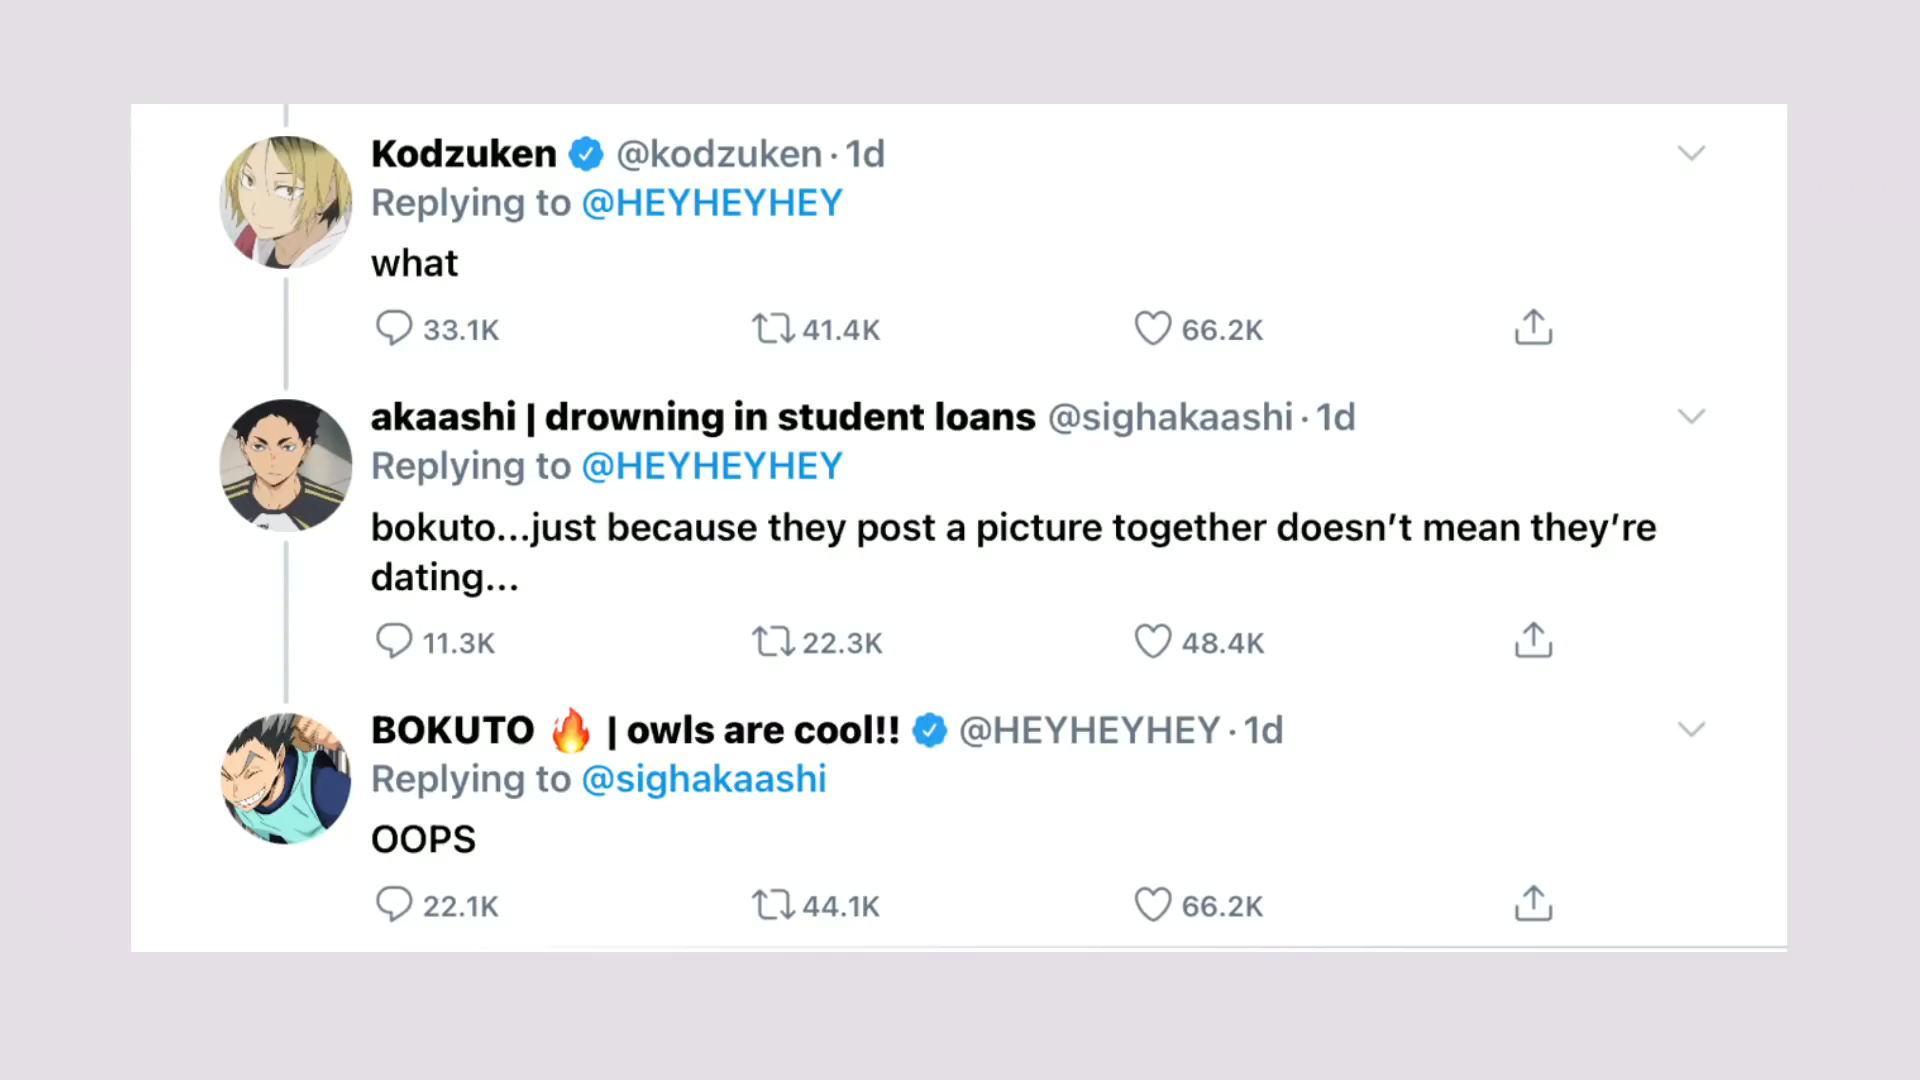 Kodzuken @kodzuken · 1d
Replying to @HEYHEYHEY
what
33.1K 41.4K 66.2K
akaashi | drowning in student loans @sighakaashi · 1d
Replying to @HEYHEYHEY
bokuto...just because they post a picture together doesn’t mean they’re
dating...
11.3K 22.3K 48.4K
BOKUTO 🔥 | owls are cool!! @HEYHEYHEY · 1d
Replying to @sighakaashi
OOPS
22.1K 44.1K 66.2K